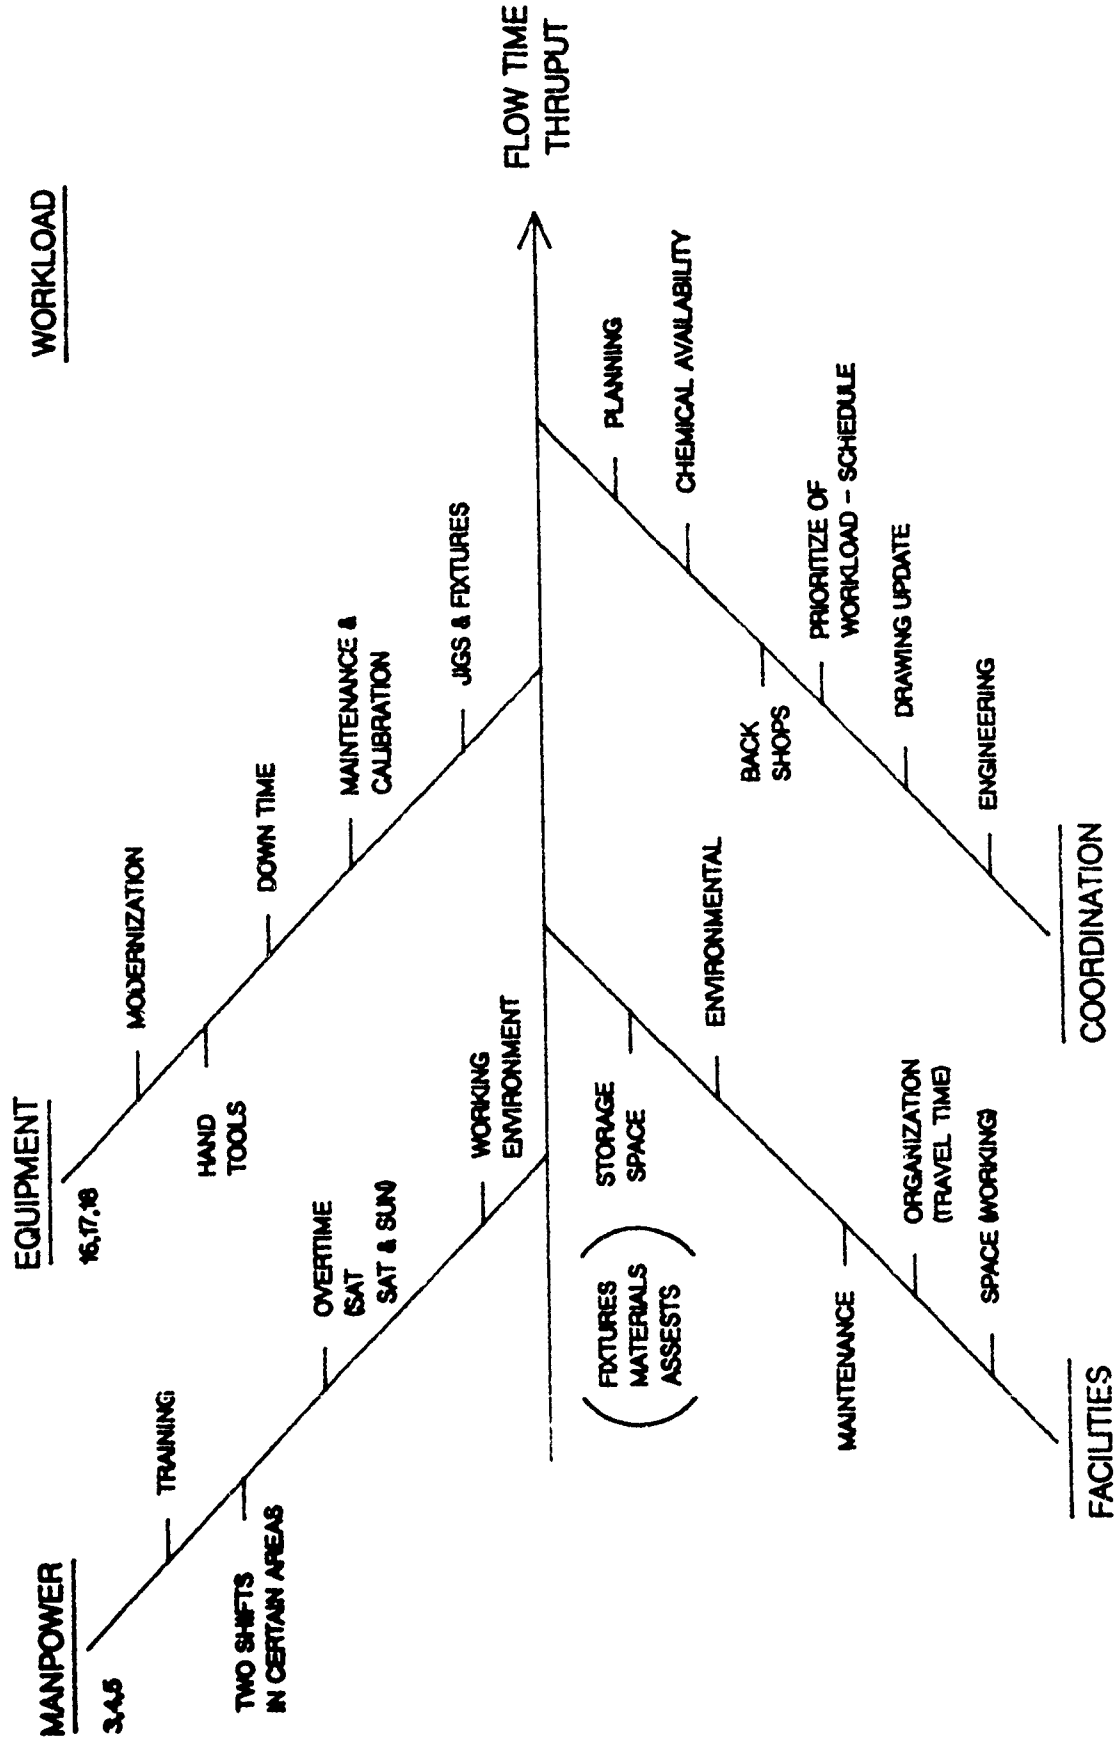 WORKLOAD
MANPOWER
3,4,5
TRAINING
TWO SHIFTS
IN CERTAIN AREAS
OVERTIME
(SAT
SAT & SUN)
WORKING
ENVIRONMENT
EQUIPMENT
16,17,18
MODERNIZATION
HAND
TOOLS
DOWN TIME
MAINTENANCE &
CALIBRATION
JIGS & FIXTURES
FLOW TIME
THRUPUT
STORAGE
SPACE
FIXTURES
MATERIALS
ASSESTS
ENVIRONMENTAL
MAINTENANCE
ORGANIZATION
(TRAVEL TIME)
SPACE (WORKING)
FACILITIES
PLANNING
CHEMICAL AVAILABILITY
BACK
SHOPS
PRIORITIZE OF
WORKLOAD - SCHEDULE
DRAWING UPDATE
ENGINEERING
COORDINATION